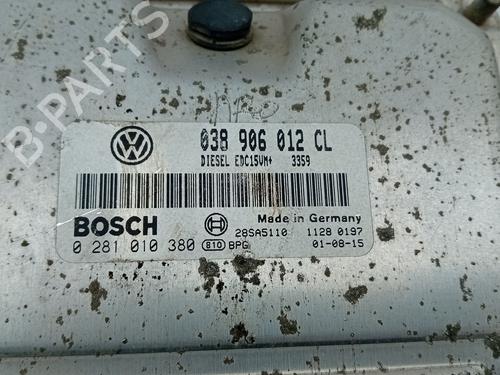 B-PARTS
038 906 012 CL
DIESEL EDC15VM+ 3359
BOSCH
Made in Germany
28SA5110 1128 0197
0 281 010 380 810 BPG 01-08-15